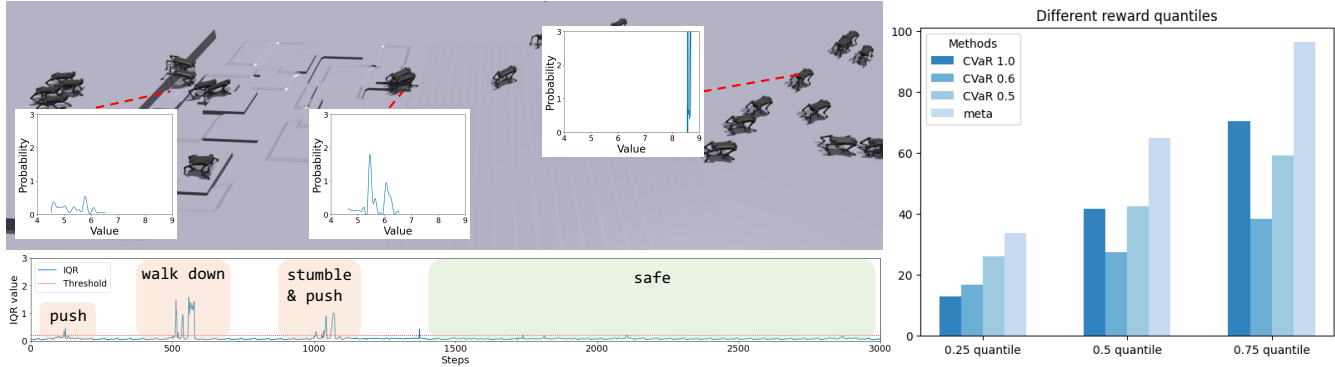 Probability
3
2
1
0
4 5 6 7 8 9
Value
Probability
3
2
1
0
4 5 6 7 8 9
Value
Probability
3
2
1
0
4 5 6 7 8 9
Value
IQR value
3
2
1
0
IQR
Threshold
push
walk down
stumble
& push
safe
0 500 1000 1500 2000 2500 3000
Steps
Different reward quantiles
100
80
60
40
20
0
Methods
CVaR 1.0
CVaR 0.6
CVaR 0.5
meta
0.25 quantile 0.5 quantile 0.75 quantile